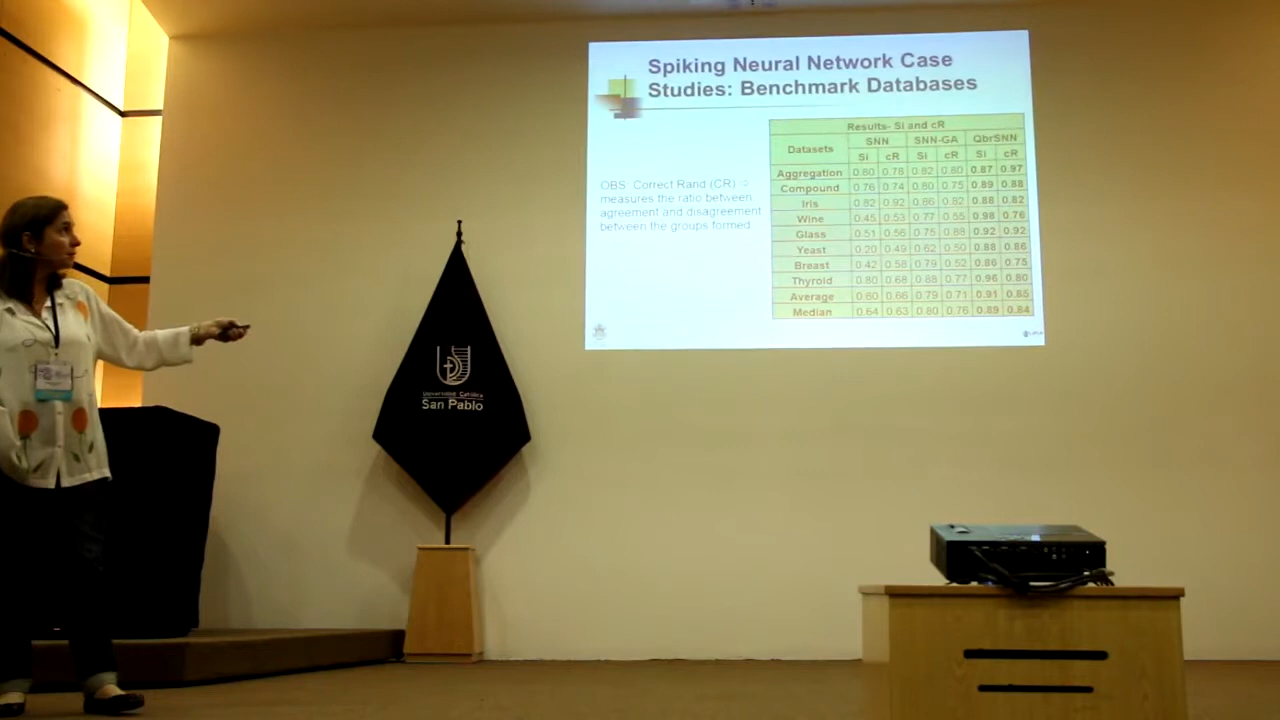 Spiking Neural Network Case
Studies: Benchmark Databases
OBS: Correct Rand (CR)
measures the ratio between
agreement and disagreement
between the groups formed
Results- Si and cR
Datasets SNN SNN-GA QbrSNN
Si cR Si cR Si cR
Aggregation 0.80 0.78 0.82 0.80 0.87 0.97
Compound 0.76 0.74 0.80 0.75 0.89 0.88
Iris 0.82 0.92 0.86 0.82 0.88 0.82
Wine 0.45 0.53 0.77 0.55 0.98 0.76
Glass 0.51 0.56 0.75 0.88 0.92 0.92
Yeast 0.20 0.49 0.62 0.50 0.88 0.86
Breast 0.42 0.58 0.79 0.52 0.86 0.75
Thyroid 0.80 0.68 0.88 0.77 0.96 0.80
Average 0.60 0.66 0.79 0.71 0.91 0.85
Median 0.64 0.63 0.80 0.76 0.89 0.84
Universidad Católica
San Pablo